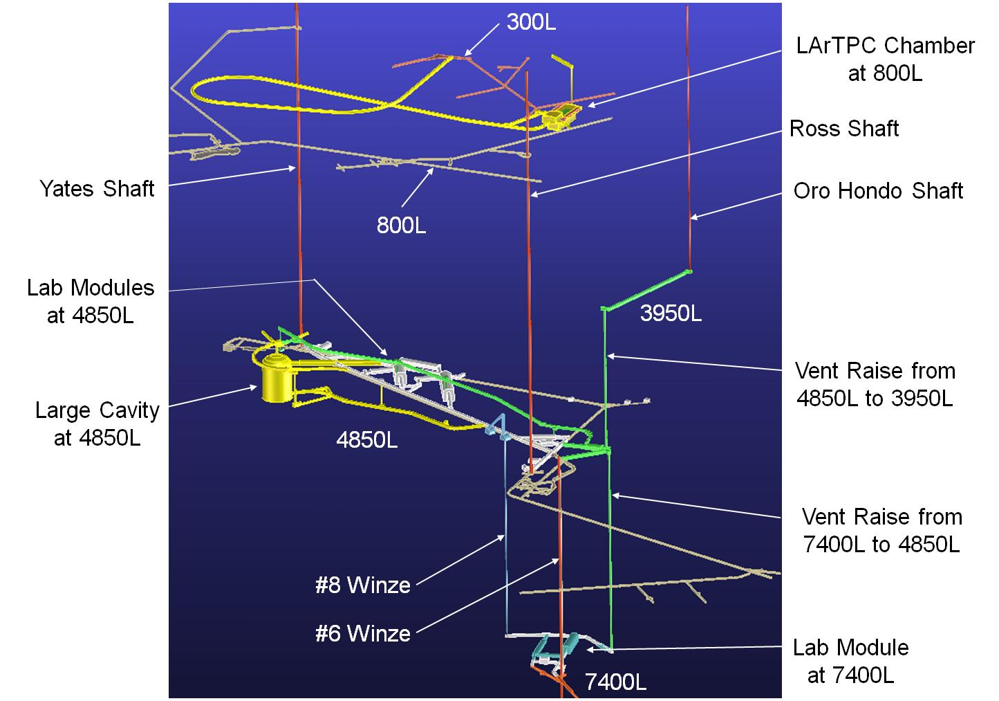 300L
LArTPC Chamber
at 800L
Ross Shaft
Yates Shaft
Oro Hondo Shaft
800L
Lab Modules
at 4850L
3950L
Vent Raise from
4850L to 3950L
Large Cavity
at 4850L
4850L
Vent Raise from
7400L to 4850L
#8 Winze
#6 Winze
Lab Module
at 7400L
7400L